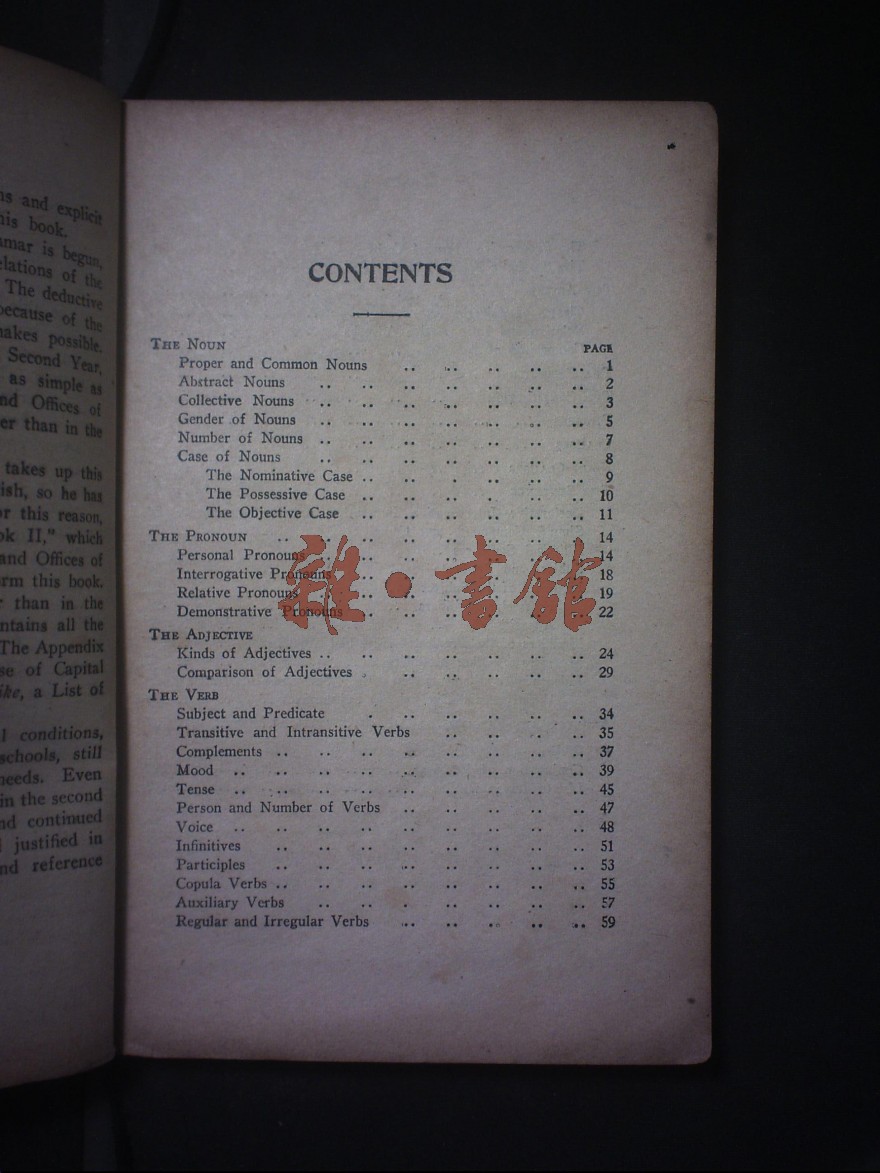 ns and explicit
his book.
mar is begun,
elations of the
The deductive
because of the
makes possible.
Second Year,
as simple as
nd Offices of
er than in the
takes up this
ish, so he has
or this reason,
ok II," which
and Offices of
rm this book.
r than in the
ntains all the
The Appendix
se of Capital
ike, a List of
l conditions,
schools, still
needs. Even
in the second
nd continued
justified in
nd reference
CONTENTS
THE NOUN PAGE
Proper and Common Nouns .. .. .. .. .. 1
Abstract Nouns .. .. .. .. .. .. .. 2
Collective Nouns .. .. .. .. .. .. .. 3
Gender of Nouns .. .. .. .. .. .. .. 5
Number of Nouns .. .. .. .. .. .. .. 7
Case of Nouns .. .. .. .. .. .. .. 8
The Nominative Case .. .. . .. .. .. 9
The Possessive Case .. .. .. .. .. .. 10
The Objective Case .. .. .. .. .. .. 11
THE PRONOUN .. .. .. .. .. .. .. .. 14
Personal Pronouns .. .. .. .. .. .. .. 14
Interrogative Pronouns .. .. .. .. .. .. 18
Relative Pronouns .. .. .. .. .. .. 19
Demonstrative Pronouns .. .. .. .. .. .. 22
雜·書館
THE ADJECTIVE
Kinds of Adjectives .. .. .. .. .. .. .. 24
Comparison of Adjectives . .. .. .. .. .. 29
THE VERB
Subject and Predicate . .. .. .. .. .. 34
Transitive and Intransitive Verbs .. .. . .. 35
Complements .. .. .. .. .. .. .. .. 37
Mood .. .. .. .. .. .. .. .. .. 39
Tense .. .. .. .. .. .. .. .. .. 45
Person and Number of Verbs .. .. .. .. .. 47
Voice .. .. .. .. .. .. .. .. .. 48
Infinitives .. .. .. .. .. .. .. .. 51
Participles .. .. .. .. .. .. .. .. 53
Copula Verbs .. .. .. .. .. .. .. .. 55
Auxiliary Verbs .. .. . .. .. .. .. 57
Regular and Irregular Verbs .. .. .. .. .. 59